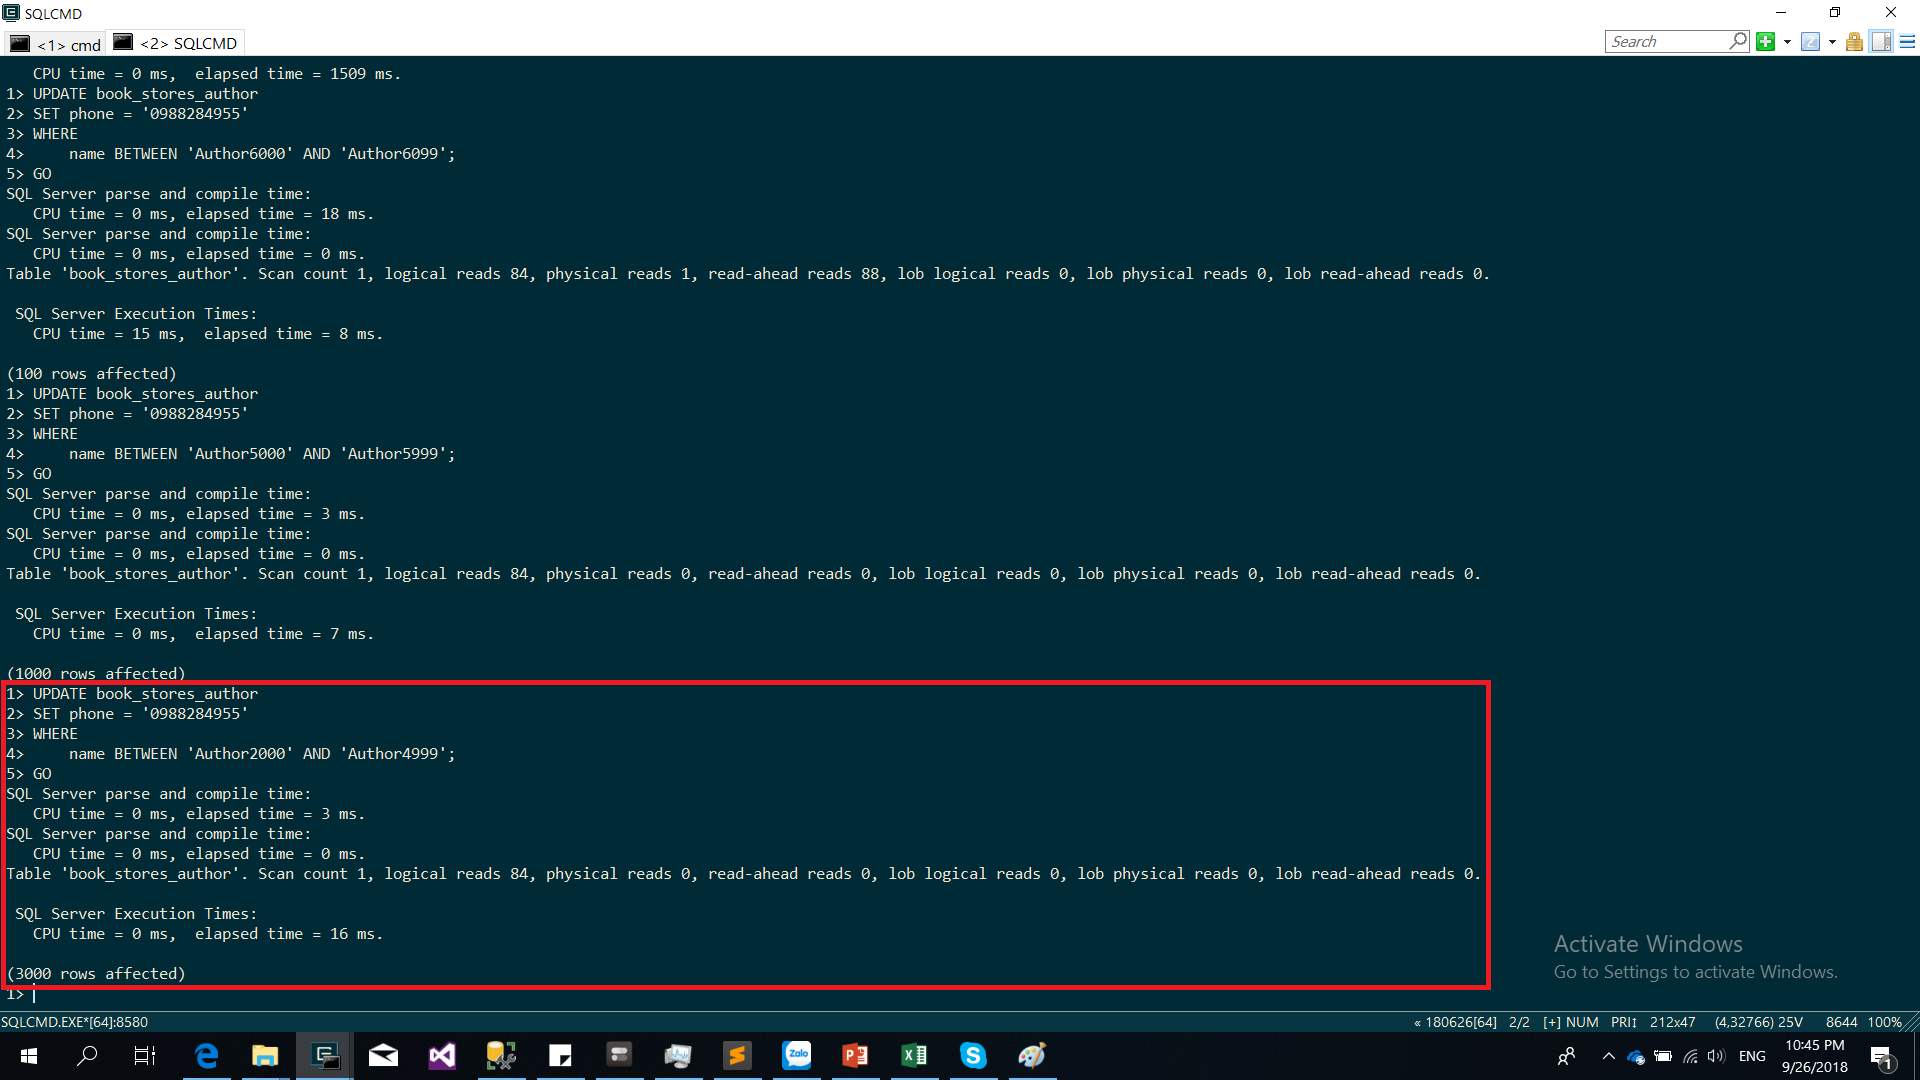 SQLCMD
<1> cmd
<2> SQLCMD
Search
   CPU time = 0 ms,  elapsed time = 1509 ms.
1> UPDATE book_stores_author
2> SET phone = '0988284955'
3> WHERE
4>     name BETWEEN 'Author6000' AND 'Author6099';
5> GO
SQL Server parse and compile time:
   CPU time = 0 ms, elapsed time = 18 ms.
SQL Server parse and compile time:
   CPU time = 0 ms, elapsed time = 0 ms.
Table 'book_stores_author'. Scan count 1, logical reads 84, physical reads 1, read-ahead reads 88, lob logical reads 0, lob physical reads 0, lob read-ahead reads 0.
 SQL Server Execution Times:
   CPU time = 15 ms,  elapsed time = 8 ms.
(100 rows affected)
1> UPDATE book_stores_author
2> SET phone = '0988284955'
3> WHERE
4>     name BETWEEN 'Author5000' AND 'Author5999';
5> GO
SQL Server parse and compile time:
   CPU time = 0 ms, elapsed time = 3 ms.
SQL Server parse and compile time:
   CPU time = 0 ms, elapsed time = 0 ms.
Table 'book_stores_author'. Scan count 1, logical reads 84, physical reads 0, read-ahead reads 0, lob logical reads 0, lob physical reads 0, lob read-ahead reads 0.
 SQL Server Execution Times:
   CPU time = 0 ms,  elapsed time = 7 ms.
(1000 rows affected)
1> UPDATE book_stores_author
2> SET phone = '0988284955'
3> WHERE
4>     name BETWEEN 'Author2000' AND 'Author4999';
5> GO
SQL Server parse and compile time:
   CPU time = 0 ms, elapsed time = 3 ms.
SQL Server parse and compile time:
   CPU time = 0 ms, elapsed time = 0 ms.
Table 'book_stores_author'. Scan count 1, logical reads 84, physical reads 0, read-ahead reads 0, lob logical reads 0, lob physical reads 0, lob read-ahead reads 0.
 SQL Server Execution Times:
   CPU time = 0 ms,  elapsed time = 16 ms.
(3000 rows affected)
1>
Activate Windows
Go to Settings to activate Windows.
SQLCMD.EXE*[64]:8580
« 180626[64] 2/2 [+] NUM PRI↕ 212x47 (4,32766) 25V 8644 100%
Zalo
ENG
10:45 PM
9/26/2018
1